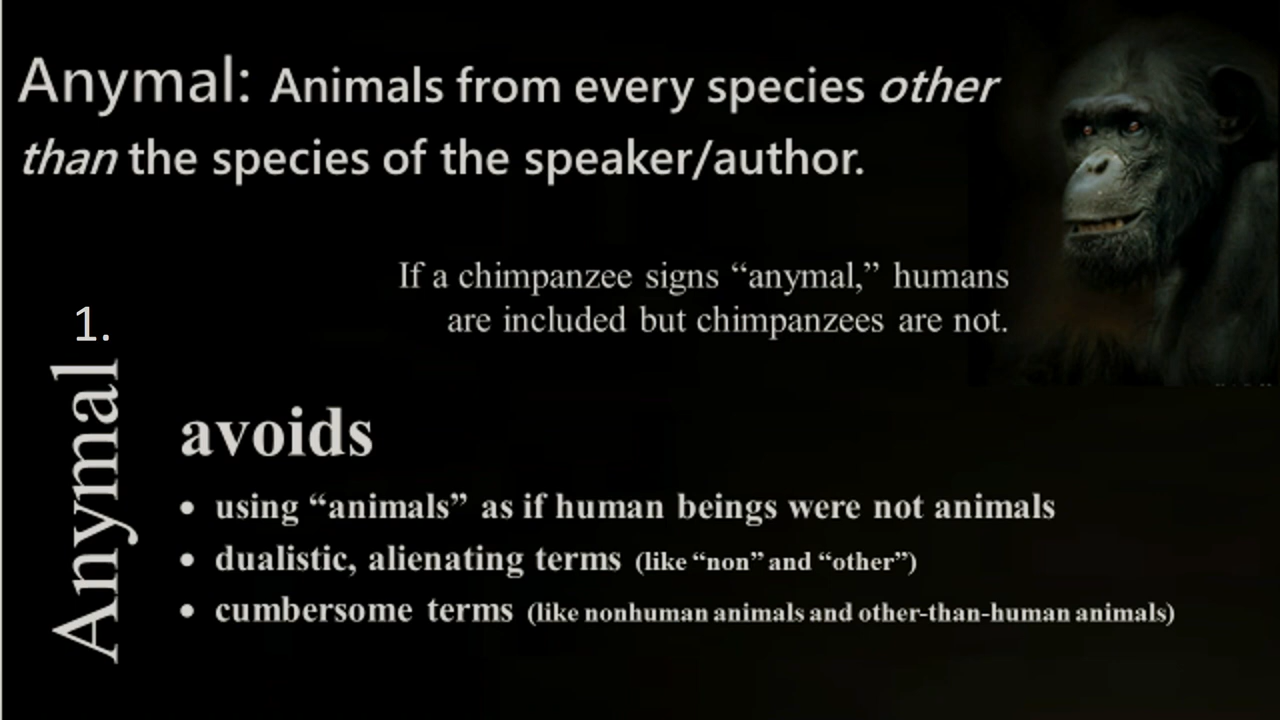 Anymal: Animals from every species other
than the species of the speaker/author.
If a chimpanzee signs “anymal,” humans
are included but chimpanzees are not.
1.
Anymal
avoids
• using “animals” as if human beings were not animals
• dualistic, alienating terms (like “non” and “other”)
• cumbersome terms (like nonhuman animals and other-than-human animals)